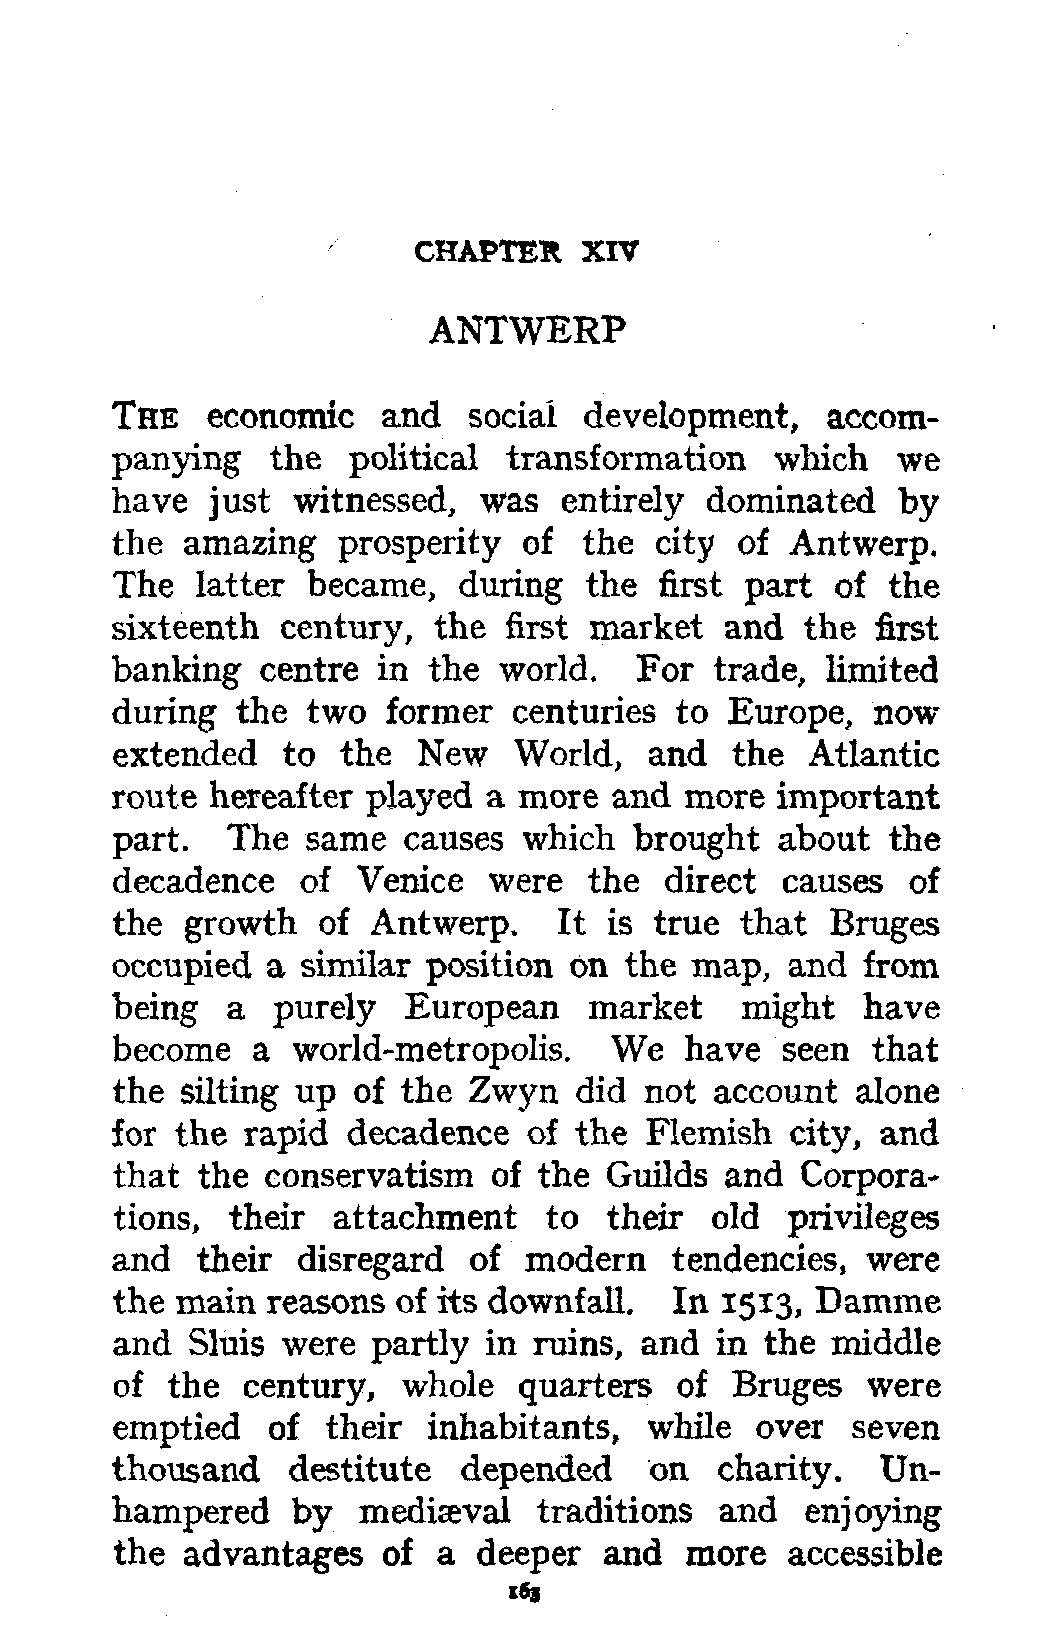 CHAPTER XIV
ANTWERP
THE economic and social development, accom-
panying the political transformation which we
have just witnessed, was entirely dominated by
the amazing prosperity of the city of Antwerp.
The latter became, during the first part of the
sixteenth century, the first market and the first
banking centre in the world. For trade, limited
during the two former centuries to Europe, now
extended to the New World, and the Atlantic
route hereafter played a more and more important
part. The same causes which brought about the
decadence of Venice were the direct causes of
the growth of Antwerp. It is true that Bruges
occupied a similar position on the map, and from
being a purely European market might have
become a world-metropolis. We have seen that
the silting up of the Zwyn did not account alone
for the rapid decadence of the Flemish city, and
that the conservatism of the Guilds and Corpora-
tions, their attachment to their old privileges
and their disregard of modern tendencies, were
the main reasons of its downfall. In 1513, Damme
and Sluis were partly in ruins, and in the middle
of the century, whole quarters of Bruges were
emptied of their inhabitants, while over seven
thousand destitute depended on charity. Un-
hampered by mediæval traditions and enjoying
the advantages of a deeper and more accessible
163